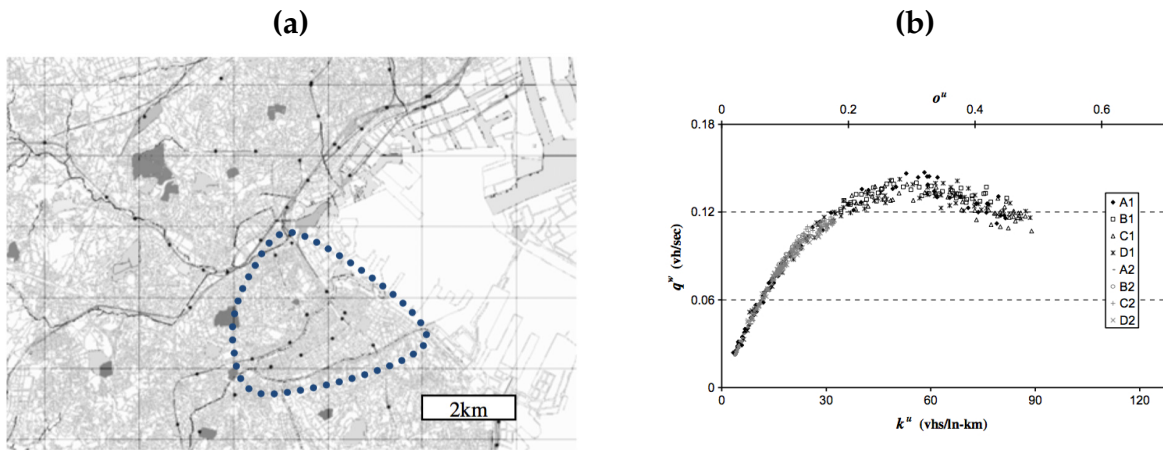 (a)
(b)
2km
o^u
0 0.2 0.4 0.6
0.18
0.12
0.06
0
q^w (vh/sec)
0 30 60 90 120
k^u (vhs/ln-km)
A1
B1
C1
D1
A2
B2
C2
D2